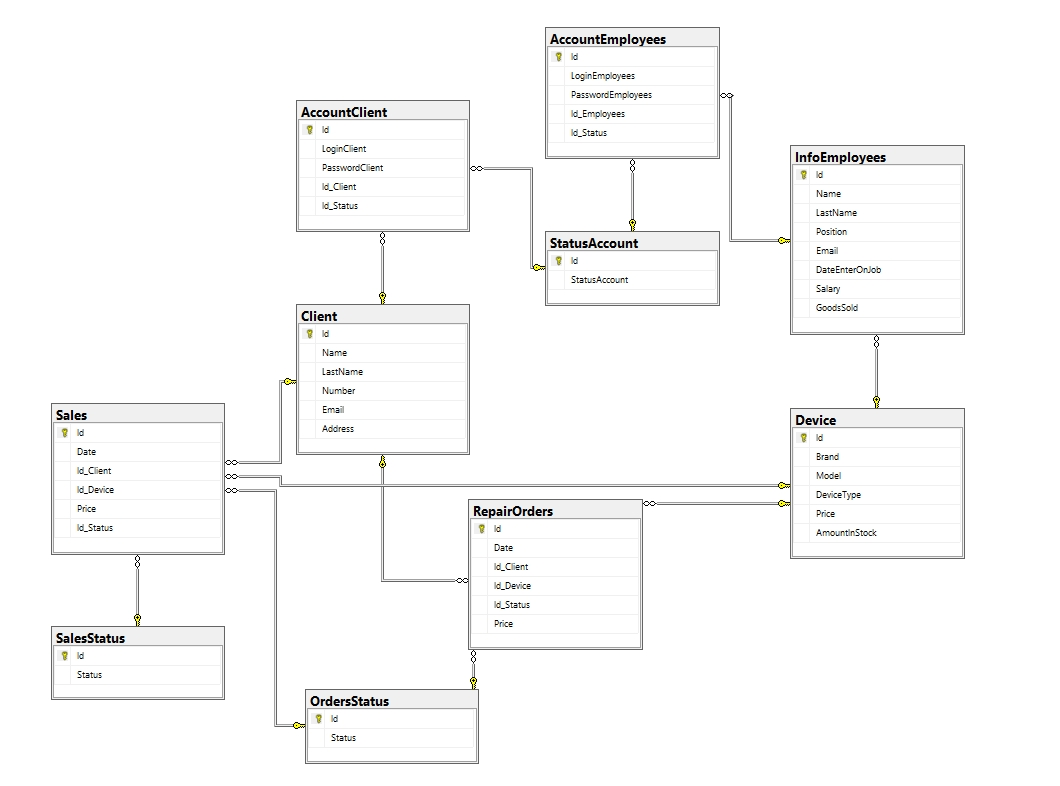 AccountEmployees
Id
LoginEmployees
PasswordEmployees
Id_Employees
Id_Status
AccountClient
Id
LoginClient
PasswordClient
Id_Client
Id_Status
InfoEmployees
Id
Name
LastName
Position
Email
DateEnterOnJob
Salary
GoodsSold
StatusAccount
Id
StatusAccount
Client
Id
Name
LastName
Number
Email
Address
Sales
Id
Date
Id_Client
Id_Device
Price
Id_Status
Device
Id
Brand
Model
DeviceType
Price
AmountInStock
RepairOrders
Id
Date
Id_Client
Id_Device
Id_Status
Price
SalesStatus
Id
Status
OrdersStatus
Id
Status